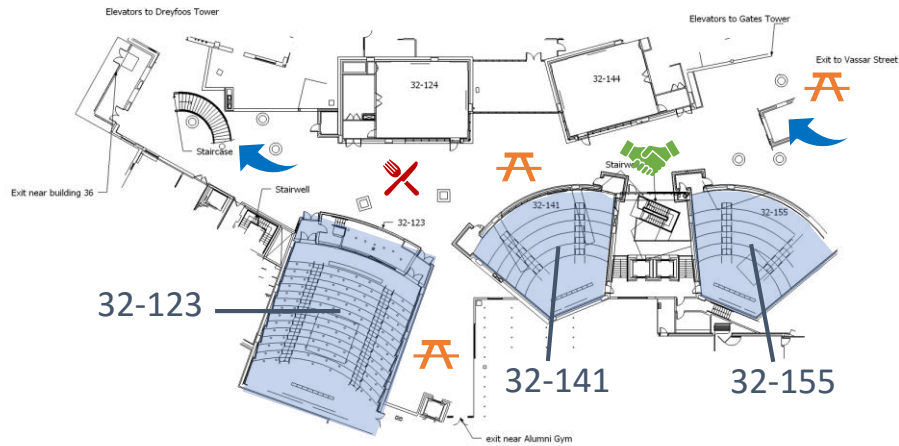 Elevators to Dreyfoos Tower
Elevators to Gates Tower
Exit to Vassar Street
32-124
32-144
Staircase
Exit near building 36
Stairwell
Stairwe
32-123
32-141
32-155
32-123
32-141
32-155
exit near Alumni Gym